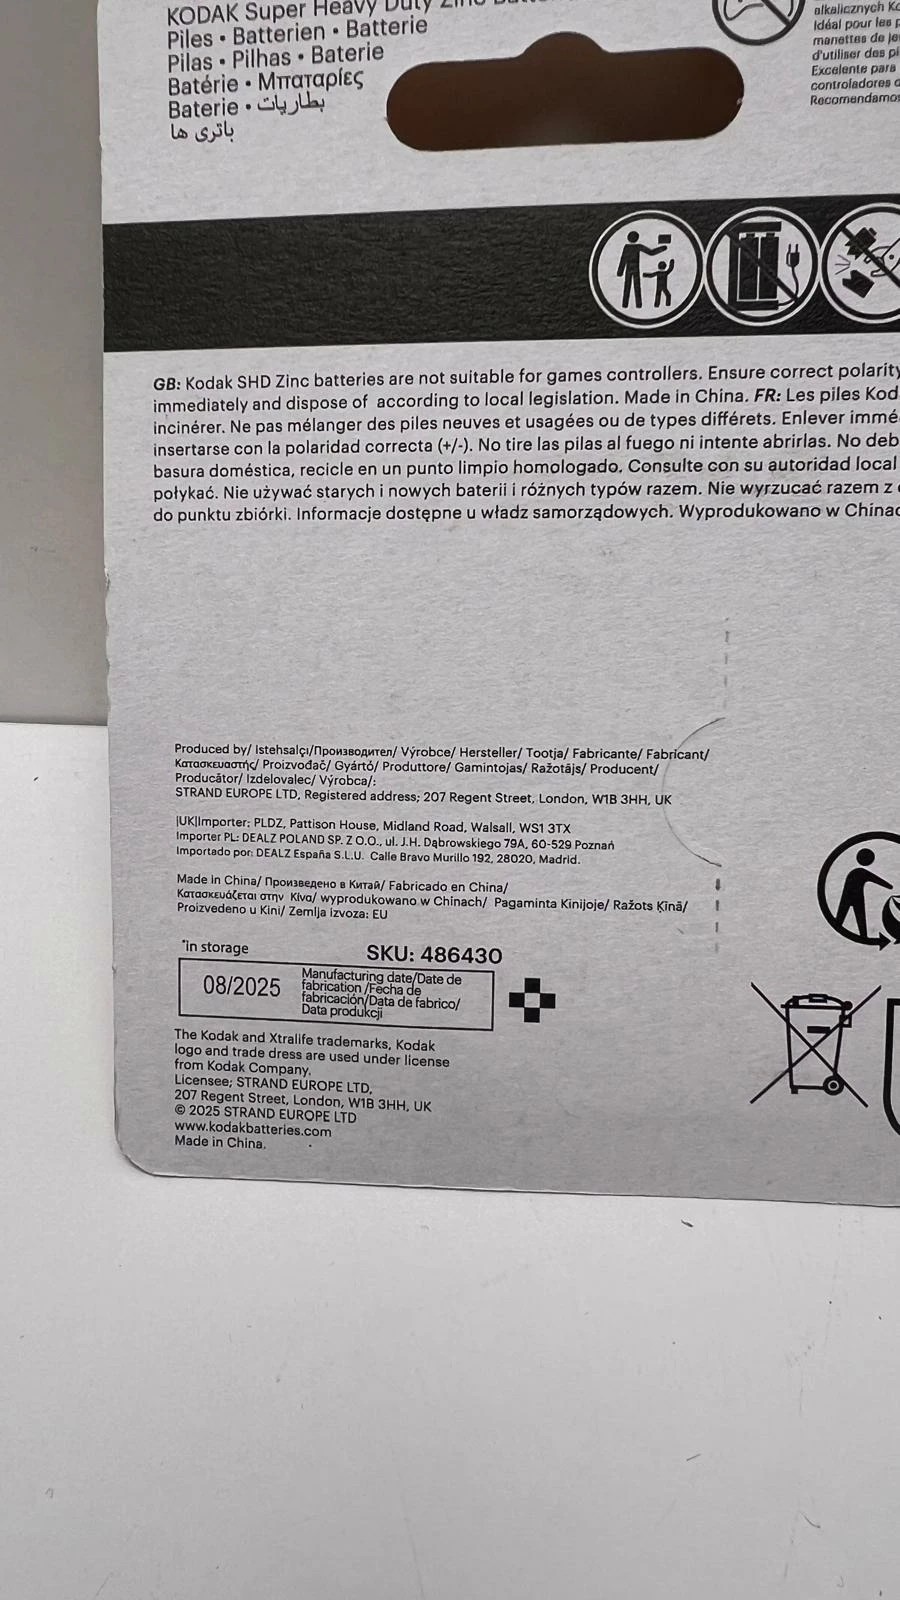 KODAK Super Heavy Duty Zinc
Piles • Batterien • Batterie
Pilas • Pilhas • Baterie
Batérie • Μπαταρίες
Baterie • بطاريات
باتری ها
alkalicznych
Idéal pour les
manettes de
d'utiliser des
Excelente para
controladores
GB: Kodak SHD Zinc batteries are not suitable for games controllers. Ensure correct polarity
immediately and dispose of according to local legislation. Made in China. FR: Les piles
incinérer. Ne pas mélanger des piles neuves et usagées ou de types différets. Enlever
insertarse con la polaridad correcta (+/-). No tire las pilas al fuego ni intente abrirlas. No
basura doméstica, recicle en un punto limpio homologado. Consulte con su autoridad local
połykać. Nie używać starych i nowych baterii i różnych typów razem. Nie wyrzucać razem z
do punktu zbiórki. Informacje dostępne u władz samorządowych. Wyprodukowano w
Produced by/ Istehsalçı/Производител/ Výrobce/ Hersteller/ Tootja/ Fabricante/ Fabricant/
Κατασκευαστής/ Proizvođač/ Gyártó/ Produttore/ Gamintojas/ Ražotājs/ Producent/
Producător/ Izdelovalec/ Výrobca/:
STRAND EUROPE LTD, Registered address; 207 Regent Street, London, W1B 3HH, UK
|UK|Importer: PLDZ, Pattison House, Midland Road, Walsall, WS1 3TX
Importer PL: DEALZ POLAND SP. Z O.O., ul. J.H. Dąbrowskiego 79A, 60-529 Poznań
Importado por: DEALZ España S.L.U. Calle Bravo Murillo 192, 28020, Madrid.
Made in China/ Произведено в Китай/ Fabricado en China/
Κατασκευάζεται στην Κίνα/ wyprodukowano w Chinach/ Pagaminta Kinijoje/ Ražots Ķīnā/
Proizvedeno u Kini/ Zemlja izvoza: EU
*in storage
SKU: 486430
08/2025
Manufacturing date/Date de
fabrication /Fecha de
fabricación/Data de fabrico/
Data produkcji
The Kodak and Xtralife trademarks, Kodak
logo and trade dress are used under license
from Kodak Company.
Licensee; STRAND EUROPE LTD,
207 Regent Street, London, W1B 3HH, UK
© 2025 STRAND EUROPE LTD
www.kodakbatteries.com
Made in China.